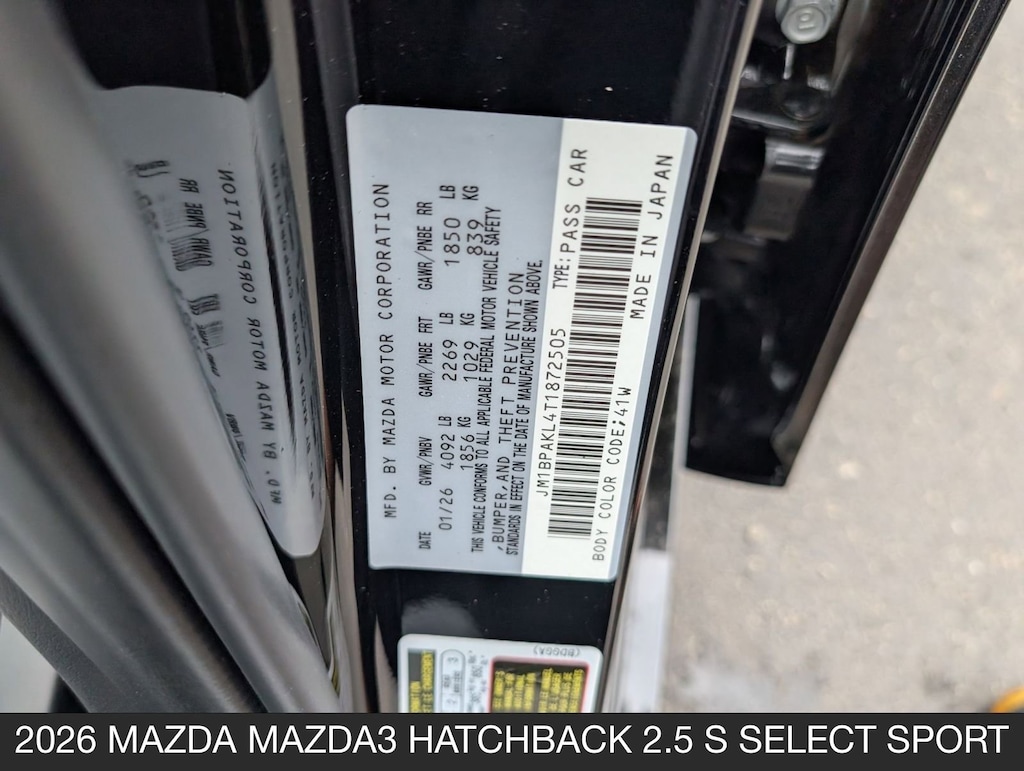 MFD. BY MAZDA MOTOR CORPORATION
DATE GVWR/PNBV GAWR/PNBE FRT GAWR/PNBE RR
01/26 4092 LB 2269 LB 1850 LB
1856 KG 1029 KG 839 KG
THIS VEHICLE CONFORMS TO ALL APPLICABLE FEDERAL MOTOR VEHICLE SAFETY
,BUMPER,AND THEFT PREVENTION
STANDARDS IN EFFECT ON THE DATE OF MANUFACTURE SHOWN ABOVE.
JM1BPAKL4T1872505 TYPE:PASS CAR
BODY COLOR CODE;41W MADE IN JAPAN
(BDGGA)
2026 MAZDA MAZDA3 HATCHBACK 2.5 S SELECT SPORT